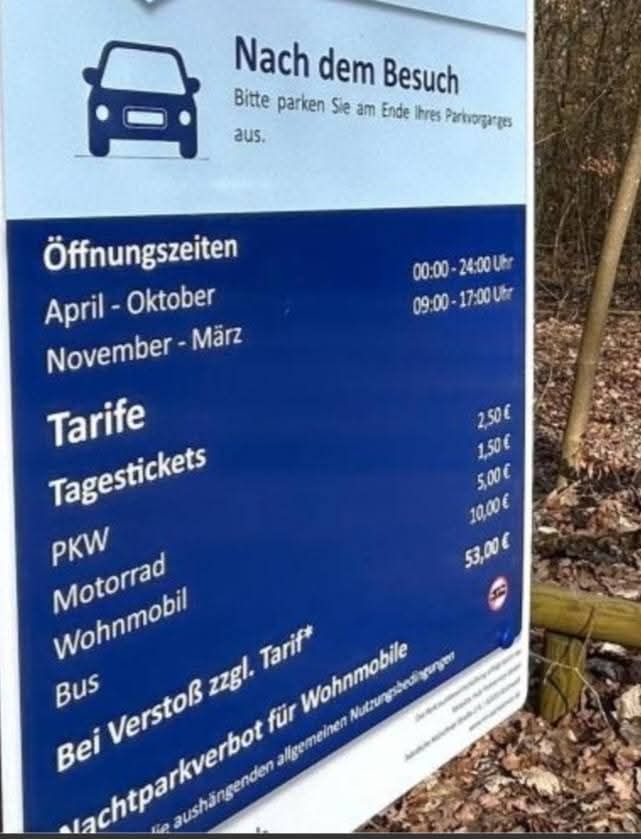 Nach dem Besuch
Bitte parken Sie am Ende Ihres Parkvorganges
aus.
Öffnungszeiten
April - Oktober 00:00 - 24:00 Uhr
November - März 09:00 - 17:00 Uhr
Tarife
Tagestickets
PKW 2,50 €
Motorrad 1,50 €
Wohnmobil 5,00 €
Bus 10,00 €
Bei Verstoß zzgl. Tarif* 53,00 €
Nachtparkverbot für Wohnmobile
die aushängenden allgemeinen Nutzungsbedingungen